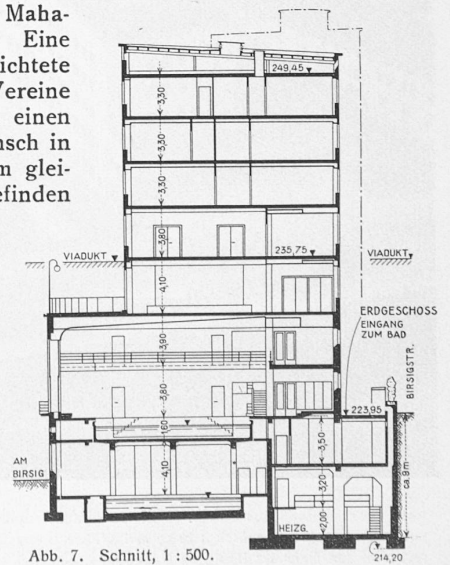 Maha-
Eine
ichtete
Vereine
einen
nsch in
m glei-
efinden
249,45
3,30
3,30
3,30
3,80
235,75
VIADUKT
VIADUKT
4,10
ERDGESCHOSS
EINGANG
ZUM BAD
3,90
BIRSIGSTR.
3,80
223,95
1,60
3,50
AM
BIRSIG
4,10
ca. 9 m
3,20
2,00
HEIZG.
214,20
Abb. 7. Schnitt, 1 : 500.